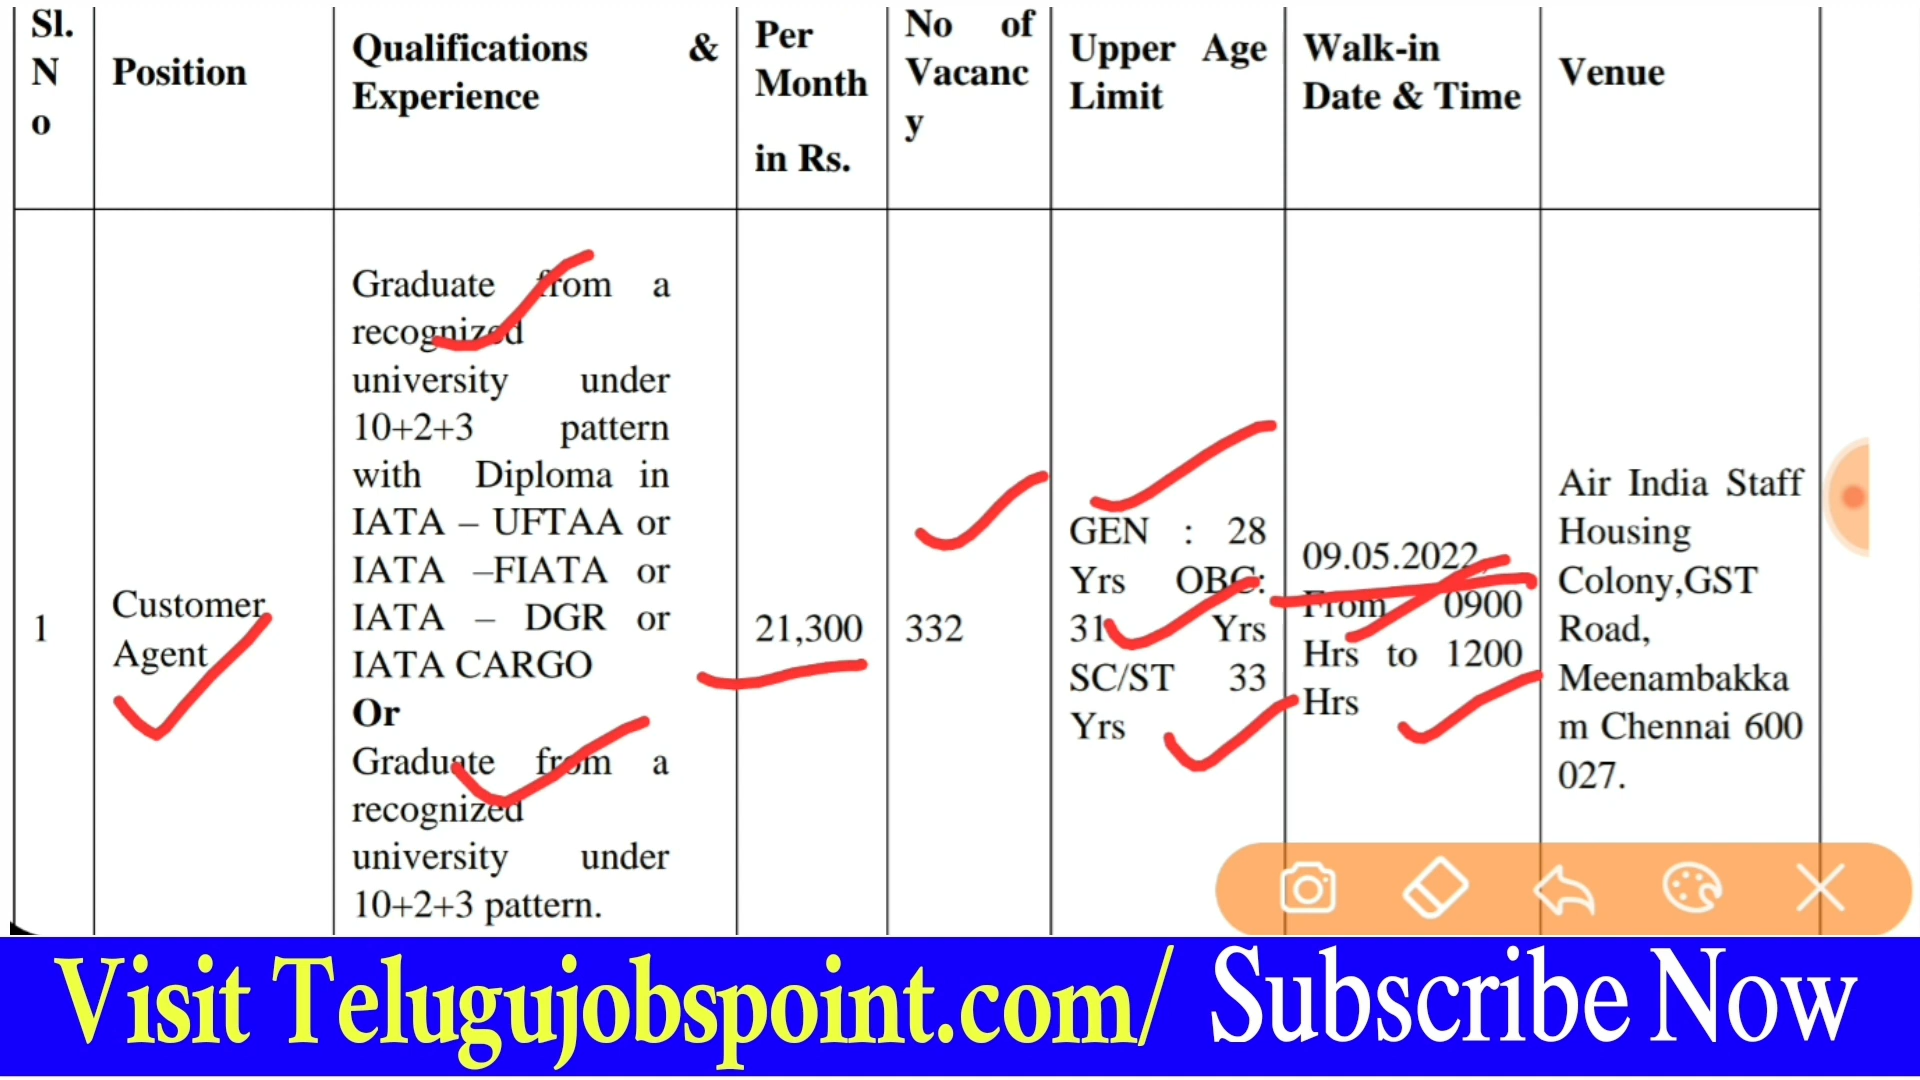 Sl.
N
o
Position
Qualifications &
Experience
Per
Month
in Rs.
No of
Vacanc
y
Upper Age
Limit
Walk-in
Date & Time
Venue
1
Customer
Agent
Graduate from a
recognized
university under
10+2+3 pattern
with Diploma in
IATA – UFTAA or
IATA –FIATA or
IATA – DGR or
IATA CARGO
Or
Graduate from a
recognized
university under
10+2+3 pattern.
21,300
332
GEN : 28
Yrs OBC:
31 Yrs
SC/ST 33
Yrs
09.05.2022,
From 0900
Hrs to 1200
Hrs
Air India Staff
Housing
Colony,GST
Road,
Meenambakka
m Chennai 600
027.
Visit Telugujobspoint.com/ Subscribe Now